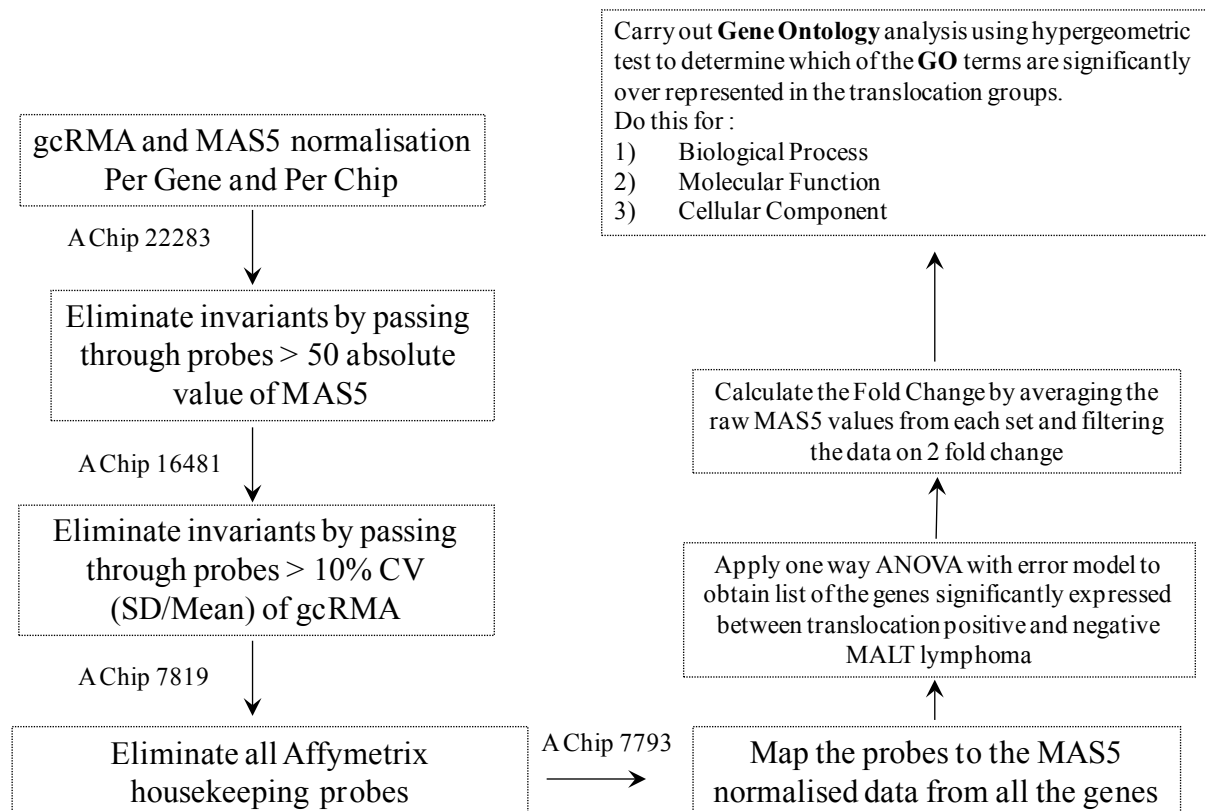 gcRMA and MAS5 normalisation
Per Gene and Per Chip
A Chip 22283
Eliminate invariants by passing
through probes > 50 absolute
value of MAS5
A Chip 16481
Eliminate invariants by passing
through probes > 10% CV
(SD/Mean) of gcRMA
A Chip 7819
Eliminate all Affymetrix
housekeeping probes
A Chip 7793
Map the probes to the MAS5
normalised data from all the genes
Apply one way ANOVA with error model to
obtain list of the genes significantly expressed
between translocation positive and negative
MALT lymphoma
Calculate the Fold Change by averaging the
raw MAS5 values from each set and filtering
the data on 2 fold change
Carry out Gene Ontology analysis using hypergeometric
test to determine which of the GO terms are significantly
over represented in the translocation groups.
Do this for :
1) Biological Process
2) Molecular Function
3) Cellular Component